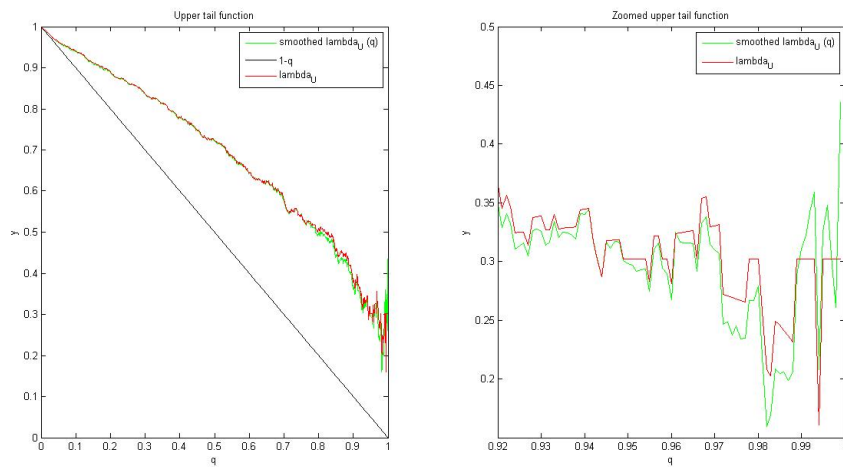 Upper tail function
smoothed lambda_U (q)
1-q
lambda_U
y
1
0.9
0.8
0.7
0.6
0.5
0.4
0.3
0.2
0.1
0
0 0.1 0.2 0.3 0.4 0.5 0.6 0.7 0.8 0.9 1
q
Zoomed upper tail function
smoothed lambda_U (q)
lambda_U
y
0.5
0.45
0.4
0.35
0.3
0.25
0.2
0.92 0.93 0.94 0.95 0.96 0.97 0.98 0.99
q